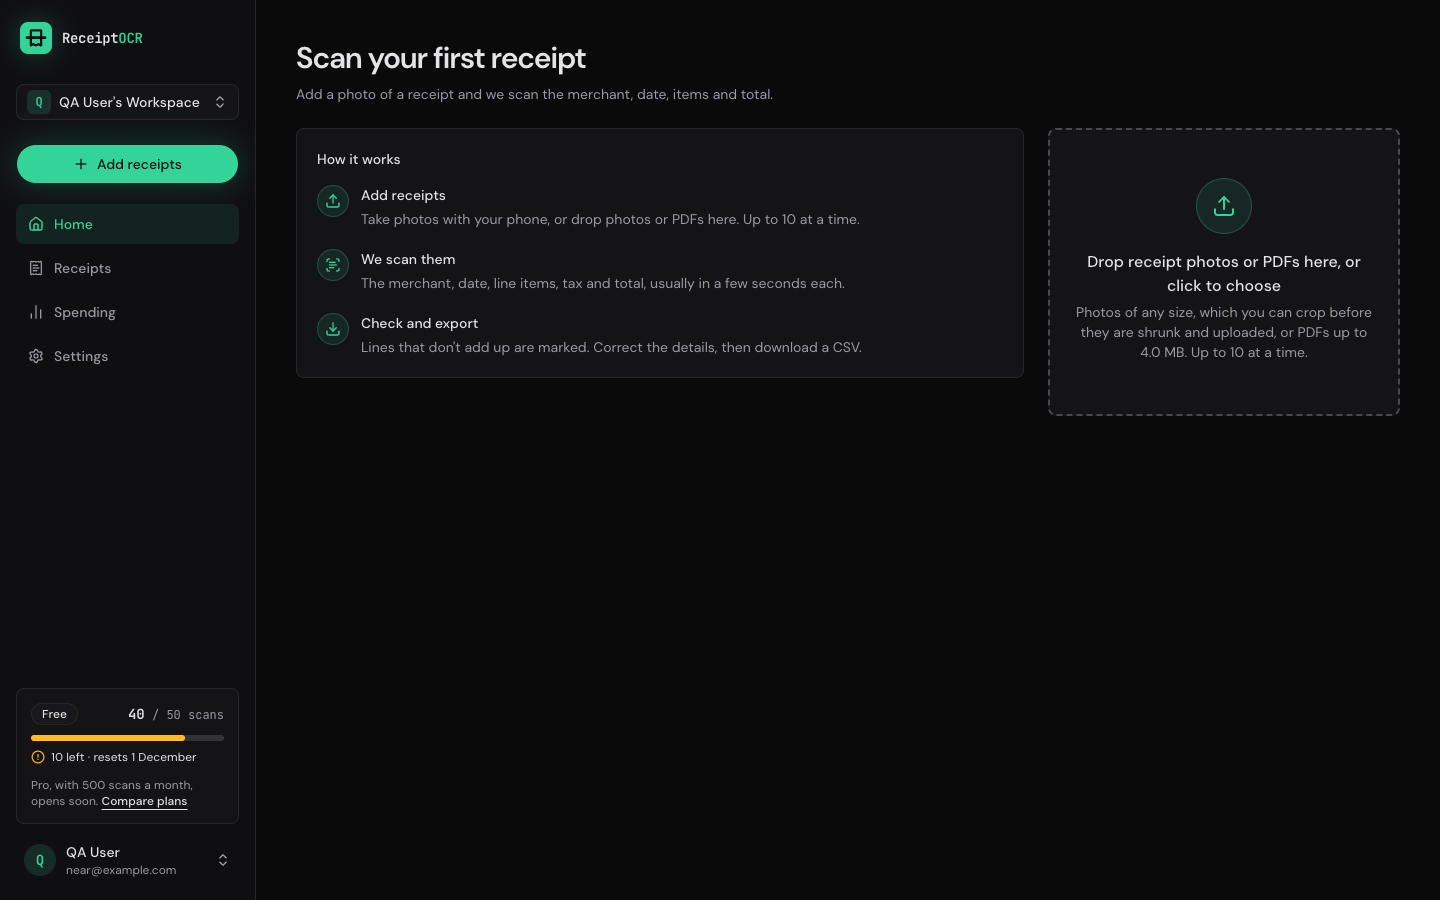 ReceiptOCR
Q QA User's Workspace
Add receipts
Home
Receipts
Spending
Settings
Free 40 / 50 scans
10 left · resets 1 December
Pro, with 500 scans a month,
opens soon. Compare plans
Q QA User
near@example.com
Scan your first receipt
Add a photo of a receipt and we scan the merchant, date, items and total.
How it works
Add receipts
Take photos with your phone, or drop photos or PDFs here. Up to 10 at a time.
We scan them
The merchant, date, line items, tax and total, usually in a few seconds each.
Check and export
Lines that don't add up are marked. Correct the details, then download a CSV.
Drop receipt photos or PDFs here, or
click to choose
Photos of any size, which you can crop before
they are shrunk and uploaded, or PDFs up to
4.0 MB. Up to 10 at a time.